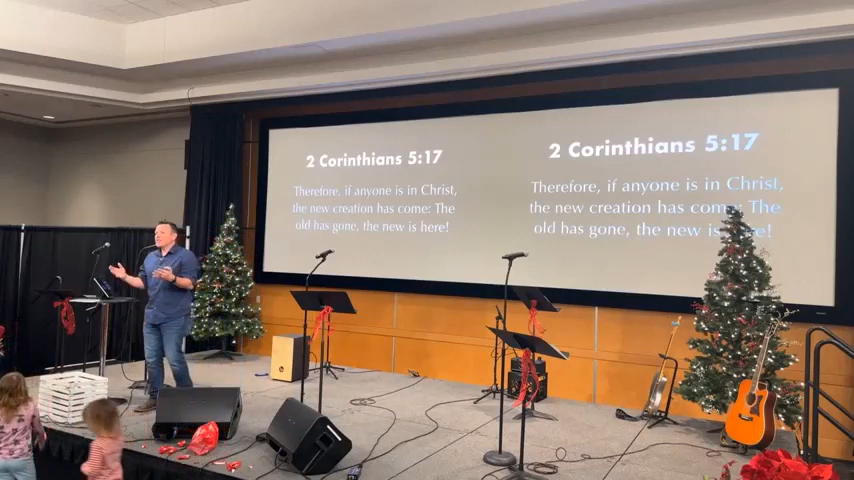 2 Corinthians 5:17
Therefore, if anyone is in Christ,
the new creation has come: The
old has gone, the new is here!
2 Corinthians 5:17
Therefore, if anyone is in Christ,
the new creation has come: The
old has gone, the new is here!